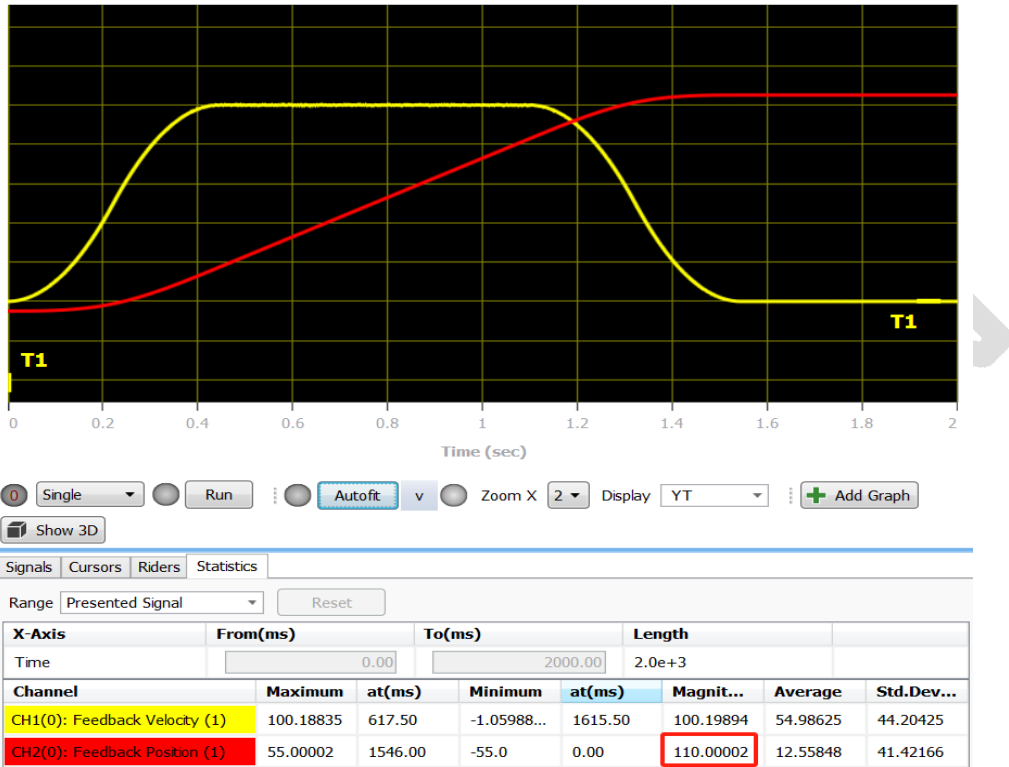 T1
T1
0 0.2 0.4 0.6 0.8 1 1.2 1.4 1.6 1.8 2
Time (sec)
0 Single Run Autofit v Zoom X 2 Display YT Add Graph
Show 3D
Signals Cursors Riders Statistics
Range Presented Signal Reset
X-Axis From(ms) To(ms) Length
Time 0.00 2000.00 2.0e+3
Channel Maximum at(ms) Minimum at(ms) Magnit... Average Std.Dev...
CH1(0): Feedback Velocity (1) 100.18835 617.50 -1.05988... 1615.50 100.19894 54.98625 44.20425
CH2(0): Feedback Position (1) 55.00002 1546.00 -55.0 0.00 110.00002 12.55848 41.42166